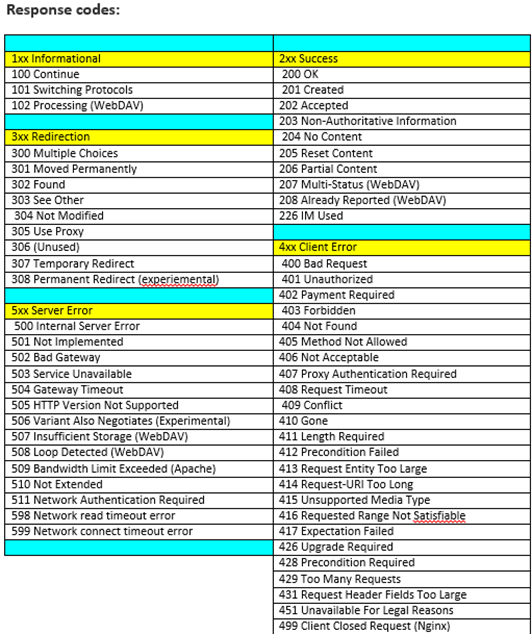 Response codes:
1xx Informational
100 Continue
101 Switching Protocols
102 Processing (WebDAV)
3xx Redirection
300 Multiple Choices
301 Moved Permanently
302 Found
303 See Other
304 Not Modified
305 Use Proxy
306 (Unused)
307 Temporary Redirect
308 Permanent Redirect (experiemental)
5xx Server Error
500 Internal Server Error
501 Not Implemented
502 Bad Gateway
503 Service Unavailable
504 Gateway Timeout
505 HTTP Version Not Supported
506 Variant Also Negotiates (Experimental)
507 Insufficient Storage (WebDAV)
508 Loop Detected (WebDAV)
509 Bandwidth Limit Exceeded (Apache)
510 Not Extended
511 Network Authentication Required
598 Network read timeout error
599 Network connect timeout error
2xx Success
200 OK
201 Created
202 Accepted
203 Non-Authoritative Information
204 No Content
205 Reset Content
206 Partial Content
207 Multi-Status (WebDAV)
208 Already Reported (WebDAV)
226 IM Used
4xx Client Error
400 Bad Request
401 Unauthorized
402 Payment Required
403 Forbidden
404 Not Found
405 Method Not Allowed
406 Not Acceptable
407 Proxy Authentication Required
408 Request Timeout
409 Conflict
410 Gone
411 Length Required
412 Precondition Failed
413 Request Entity Too Large
414 Request-URI Too Long
415 Unsupported Media Type
416 Requested Range Not Satisfiable
417 Expectation Failed
426 Upgrade Required
428 Precondition Required
429 Too Many Requests
431 Request Header Fields Too Large
451 Unavailable For Legal Reasons
499 Client Closed Request (Nginx)